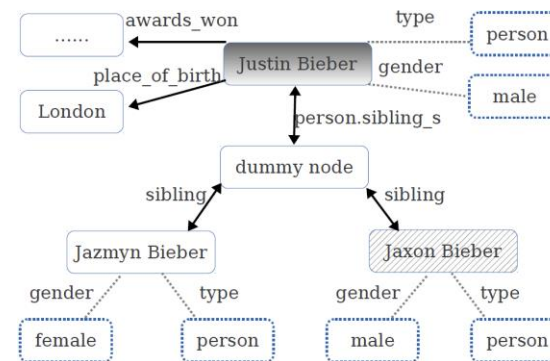 awards_won
type
......
Justin Bieber
person
place_of_birth
gender
London
male
person.sibling_s
dummy node
sibling
sibling
Jazmyn Bieber
Jaxon Bieber
gender
type
gender
type
female
person
male
person